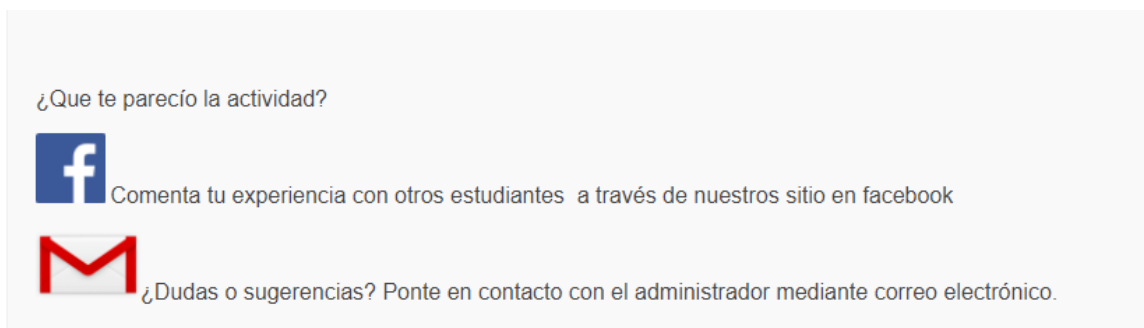 ¿Que te parecío la actividad?
Comenta tu experiencia con otros estudiantes  a través de nuestros sitio en facebook
¿Dudas o sugerencias? Ponte en contacto con el administrador mediante correo electrónico.